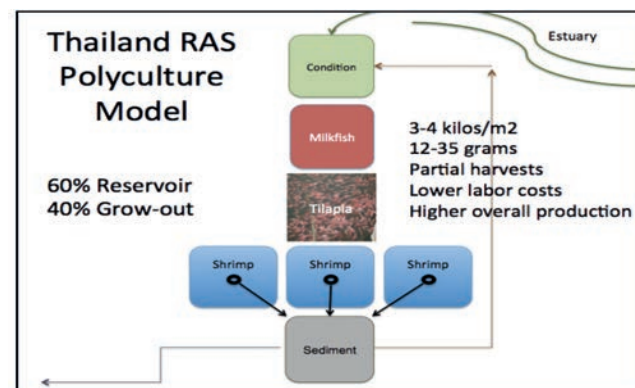 Thailand RAS
Polyculture
Model
60% Reservoir
40% Grow-out
Estuary
Condition
Milkfish
Tilapla
3-4 kilos/m2
12-35 grams
Partial harvests
Lower labor costs
Higher overall production
Shrimp
Shrimp
Shrimp
Sediment